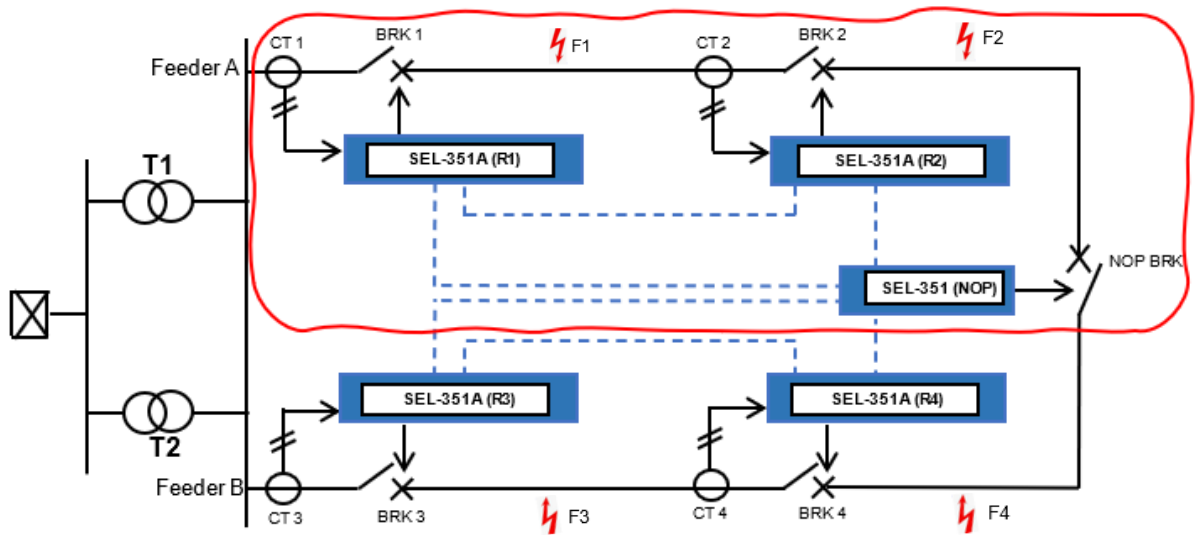 CT 1
BRK 1
F1
CT 2
BRK 2
F2
Feeder A
SEL-351A (R1)
SEL-351A (R2)
T1
NOP BRK
SEL-351 (NOP)
SEL-351A (R3)
SEL-351A (R4)
T2
Feeder B
CT 3
BRK 3
F3
CT 4
BRK 4
F4